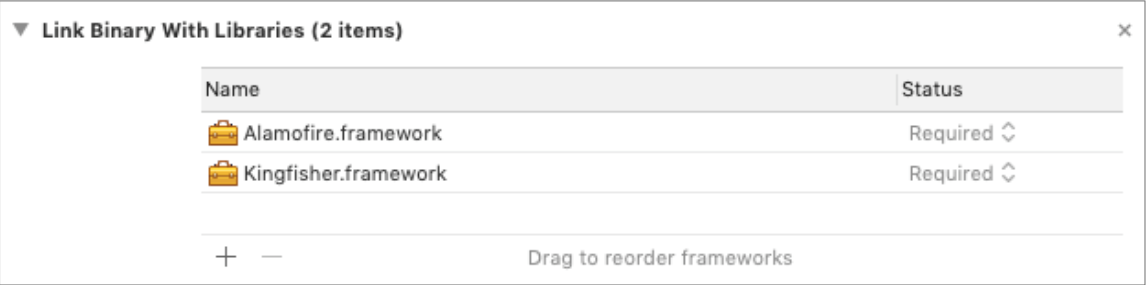 Link Binary With Libraries (2 items)
Name Status
Alamofire.framework Required
Kingfisher.framework Required
Drag to reorder frameworks